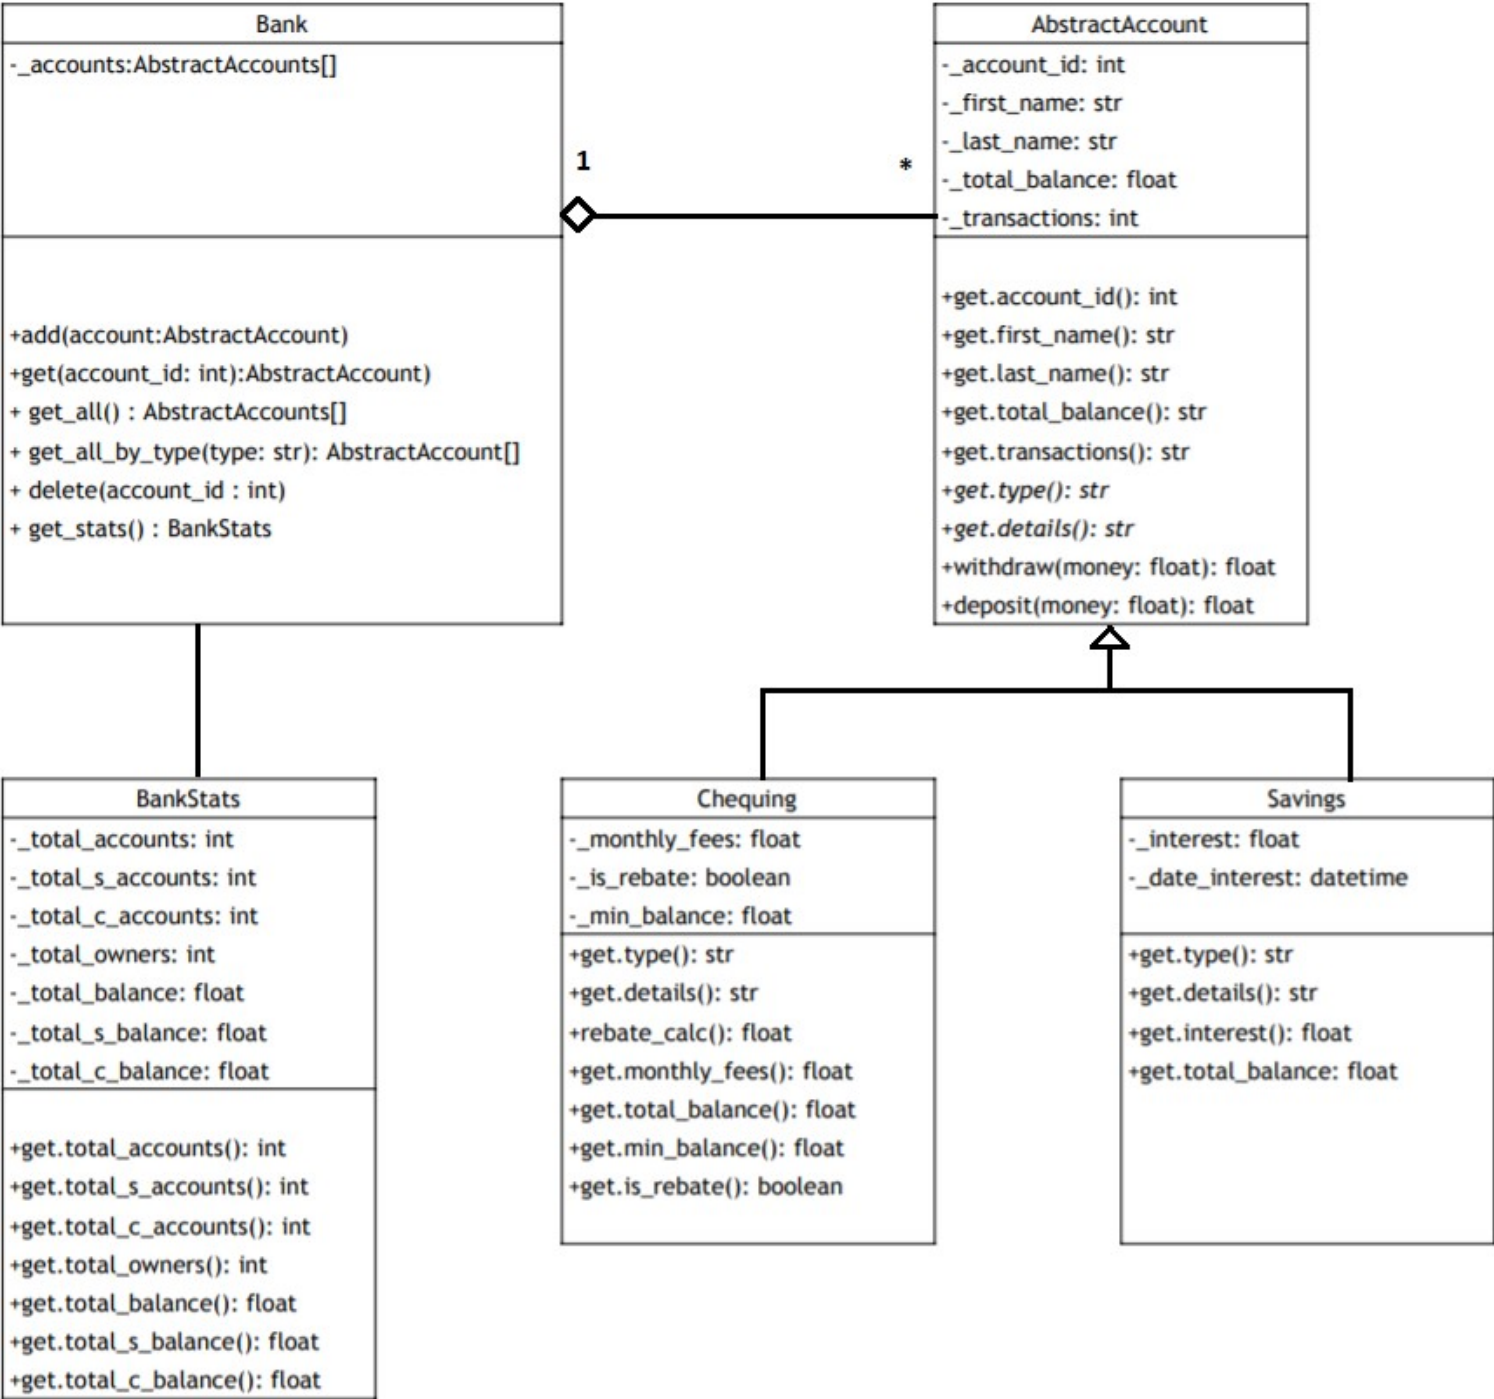 Bank
-_accounts:AbstractAccounts[]
+add(account:AbstractAccount)
+get(account_id: int):AbstractAccount)
+ get_all() : AbstractAccounts[]
+ get_all_by_type(type: str): AbstractAccount[]
+ delete(account_id : int)
+ get_stats() : BankStats
1
*
AbstractAccount
-_account_id: int
-_first_name: str
-_last_name: str
-_total_balance: float
-_transactions: int
+get.account_id(): int
+get.first_name(): str
+get.last_name(): str
+get.total_balance(): str
+get.transactions(): str
+get.type(): str
+get.details(): str
+withdraw(money: float): float
+deposit(money: float): float
BankStats
-_total_accounts: int
-_total_s_accounts: int
-_total_c_accounts: int
-_total_owners: int
-_total_balance: float
-_total_s_balance: float
-_total_c_balance: float
+get.total_accounts(): int
+get.total_s_accounts(): int
+get.total_c_accounts(): int
+get.total_owners(): int
+get.total_balance(): float
+get.total_s_balance(): float
+get.total_c_balance(): float
Chequing
-_monthly_fees: float
-_is_rebate: boolean
-_min_balance: float
+get.type(): str
+get.details(): str
+rebate_calc(): float
+get.monthly_fees(): float
+get.total_balance(): float
+get.min_balance(): float
+get.is_rebate(): boolean
Savings
-_interest: float
-_date_interest: datetime
+get.type(): str
+get.details(): str
+get.interest(): float
+get.total_balance: float